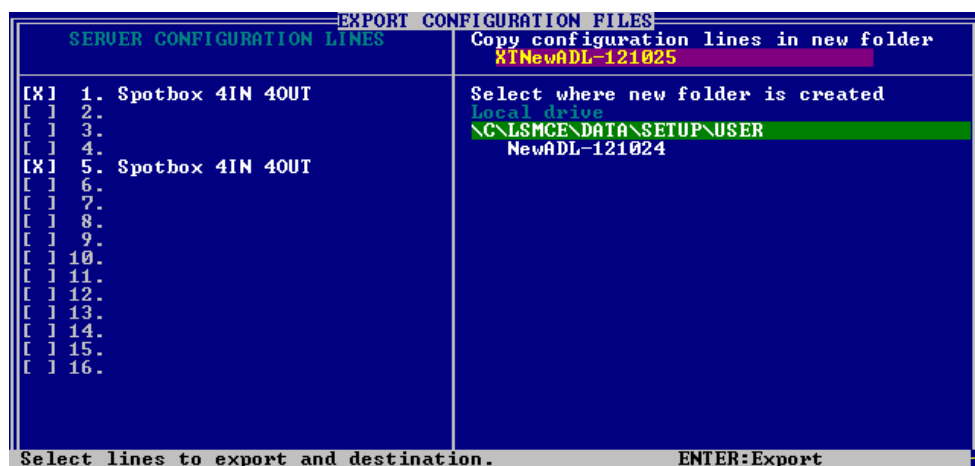 EXPORT CONFIGURATION FILES
SERVER CONFIGURATION LINES
[X] 1. Spotbox 4IN 4OUT
[ ] 2.
[ ] 3.
[ ] 4.
[X] 5. Spotbox 4IN 4OUT
[ ] 6.
[ ] 7.
[ ] 8.
[ ] 9.
[ ] 10.
[ ] 11.
[ ] 12.
[ ] 13.
[ ] 14.
[ ] 15.
[ ] 16.
Copy configuration lines in new folder
XTNewADL-121025
Select where new folder is created
Local drive
\C\LSMCE\DATA\SETUP\USER
NewADL-121024
Select lines to export and destination.
ENTER:Export